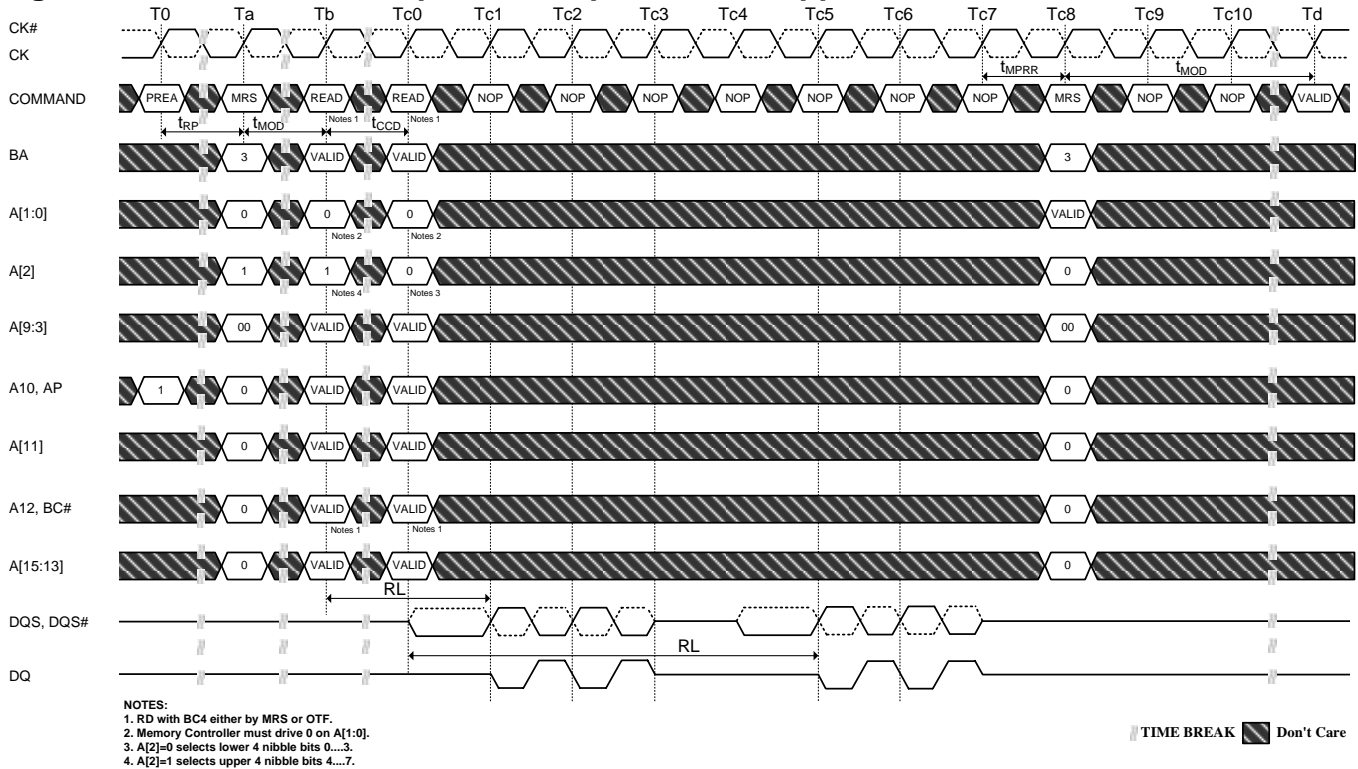 T0 Ta Tb Tc0 Tc1 Tc2 Tc3 Tc4 Tc5 Tc6 Tc7 Tc8 Tc9 Tc10 Td
CK#
CK
tMPRR tMOD
COMMAND PREA MRS READ READ NOP NOP NOP NOP NOP NOP NOP MRS NOP NOP VALID
Notes 1 Notes 1
tRP tMOD tCCD
BA 3 VALID VALID 3
A[1:0] 0 0 0 VALID
Notes 2 Notes 2
A[2] 1 1 0 0
Notes 4 Notes 3
A[9:3] 00 VALID VALID 00
A10, AP 1 0 VALID VALID 0
A[11] 0 VALID VALID 0
A12, BC# 0 VALID VALID 0
Notes 1 Notes 1
A[15:13] 0 VALID VALID 0
RL
DQS, DQS#
RL
DQ
NOTES:
1. RD with BC4 either by MRS or OTF.
2. Memory Controller must drive 0 on A[1:0].
3. A[2]=0 selects lower 4 nibble bits 0....3.
4. A[2]=1 selects upper 4 nibble bits 4....7.
TIME BREAK Don't Care